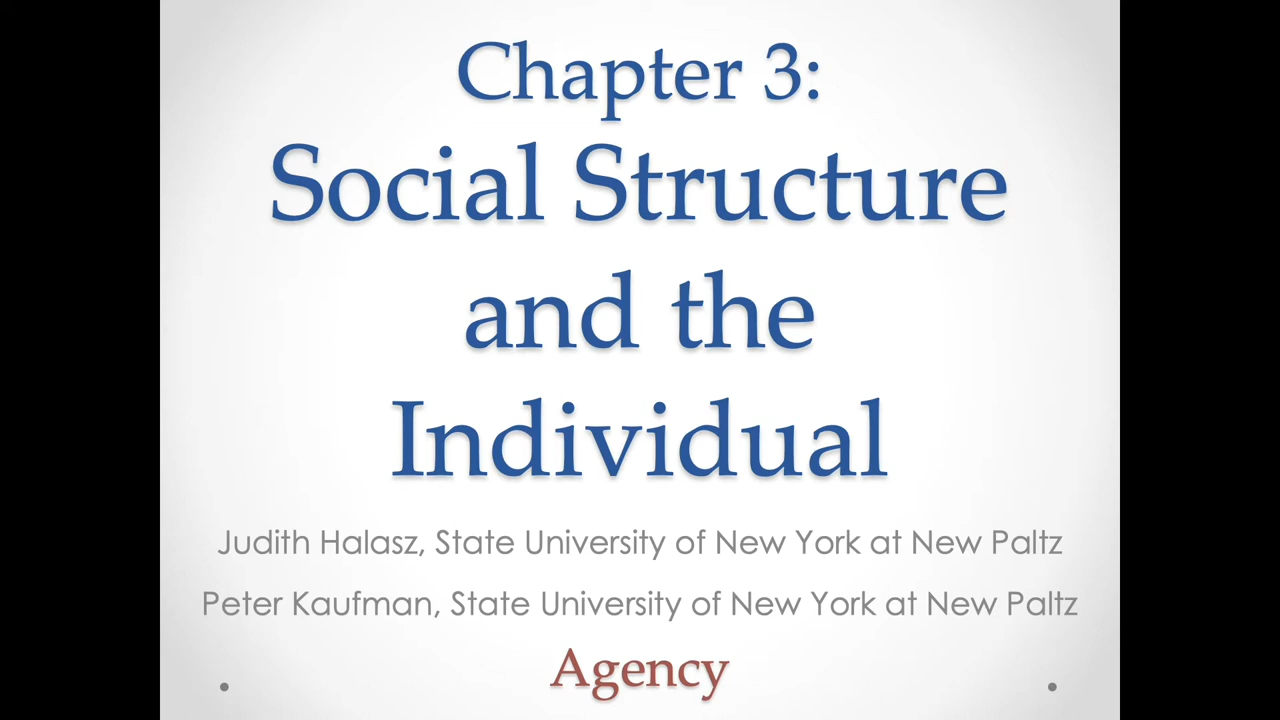 Chapter 3:
Social Structure
and the
Individual
Judith Halasz, State University of New York at New Paltz
Peter Kaufman, State University of New York at New Paltz
Agency